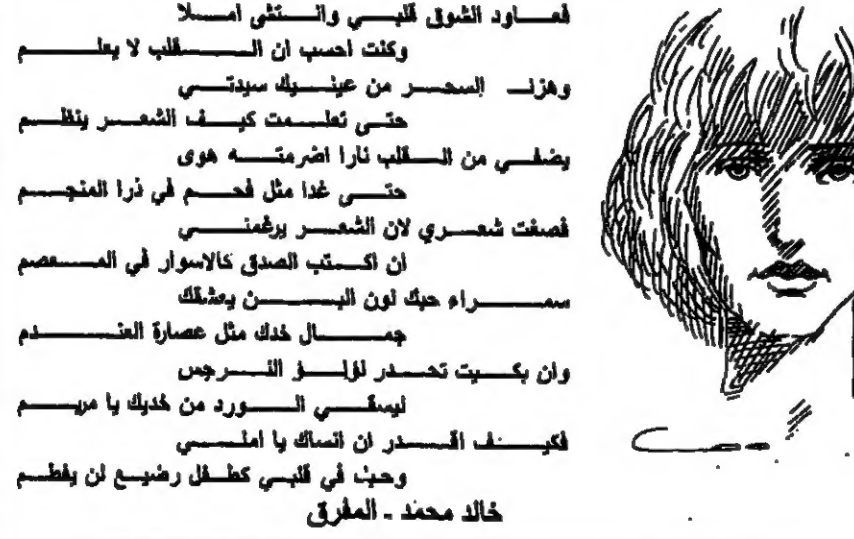 فعاود الشوق قلبي وانتشى املا
وكنت احسب ان القلب لا يعلم
وهزني السحر من عينيك سيدتي
حتى تعلمت كيف الشعر ينظم
يضفي من القلب نارا اضرمته هوى
حتى غدا مثل فحم في ذرا المنجم
فصغت شعري لان الشعر يرغمني
ان اكتب الصدق كالاسوار في المعصم
سمراء حبك لون البن يعشقك
جمال خدك مثل عصارة العندم
وان بكيت تحدر لؤلؤ النرجس
ليسقي الورد من خديك يا مريم
فكيف اقدر ان انساك يا املي
وحبك في قلبي كطفل رضيع لن يفطم
خالد محمد - المفرق